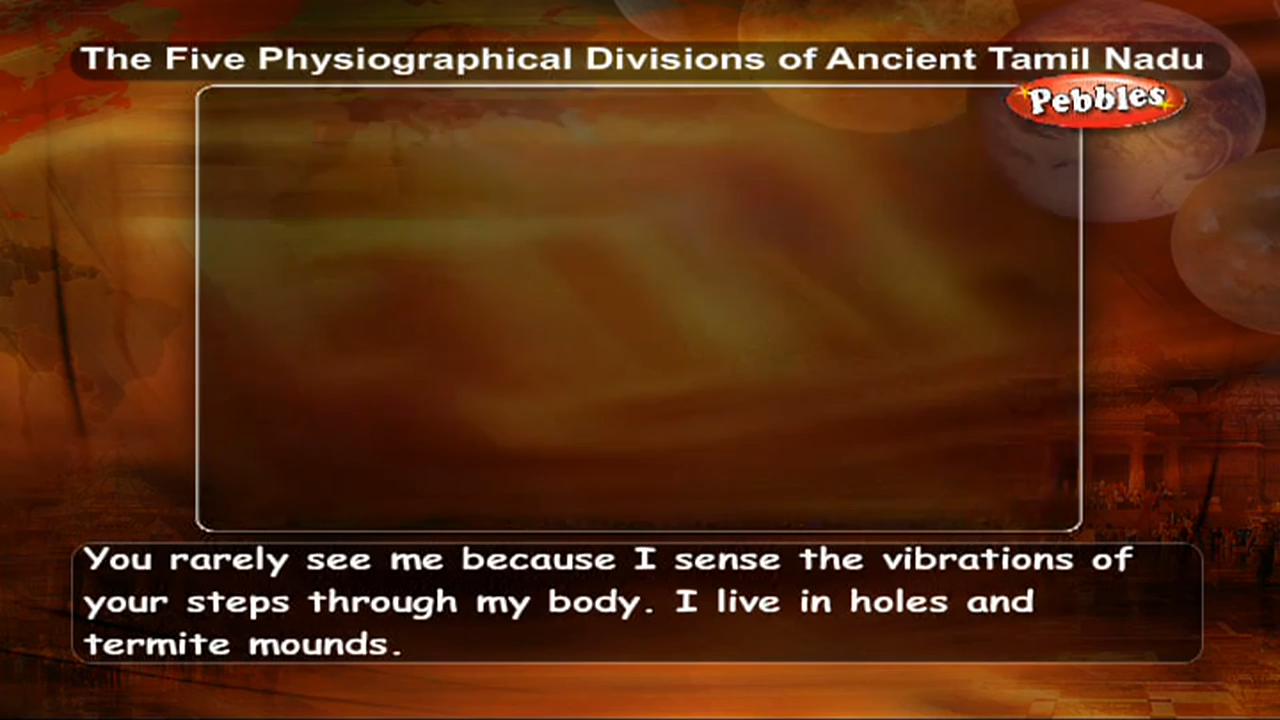 The Five Physiographical Divisions of Ancient Tamil Nadu
Pebbles
You rarely see me because I sense the vibrations of
your steps through my body. I live in holes and
termite mounds.